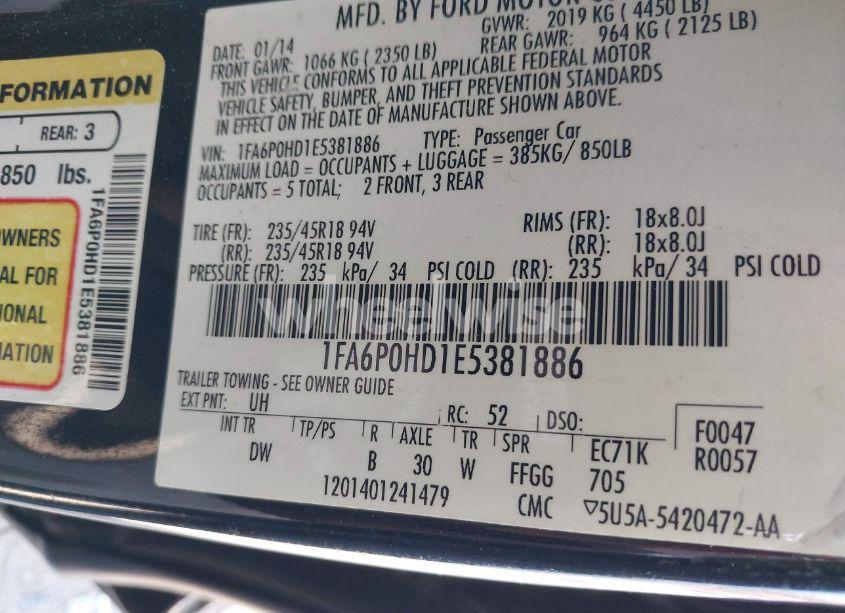 MFD. BY FORD MOTOR
DATE: 01/14 GVWR: 2019 KG ( 4450 LB)
FRONT GAWR: 1066 KG ( 2350 LB) REAR GAWR: 964 KG ( 2125 LB)
THIS VEHICLE CONFORMS TO ALL APPLICABLE FEDERAL MOTOR
VEHICLE SAFETY, BUMPER, AND THEFT PREVENTION STANDARDS
IN EFFECT ON THE DATE OF MANUFACTURE SHOWN ABOVE.
VIN: 1FA6P0HD1E5381886 TYPE: Passenger Car
MAXIMUM LOAD = OCCUPANTS + LUGGAGE = 385KG/ 850LB
OCCUPANTS = 5 TOTAL; 2 FRONT, 3 REAR
TIRE (FR): 235/45R18 94V RIMS (FR): 18x8.0J
(RR): 235/45R18 94V (RR): 18x8.0J
PRESSURE (FR): 235 kPa/ 34 PSI COLD (RR): 235 kPa/ 34 PSI COLD
wheelwise
1FA6P0HD1E5381886
TRAILER TOWING - SEE OWNER GUIDE
EXT PNT: UH RC: 52 DSO: F0047
INT TR TP/PS R AXLE TR SPR EC71K R0057
DW B 30 W FFGG 705
1201401241479 CMC ▽5U5A-5420472-AA
FORMATION
REAR: 3
850 lbs.
1FA6P0HD1E5381886
OWNERS
AL FOR
IONAL
MATION